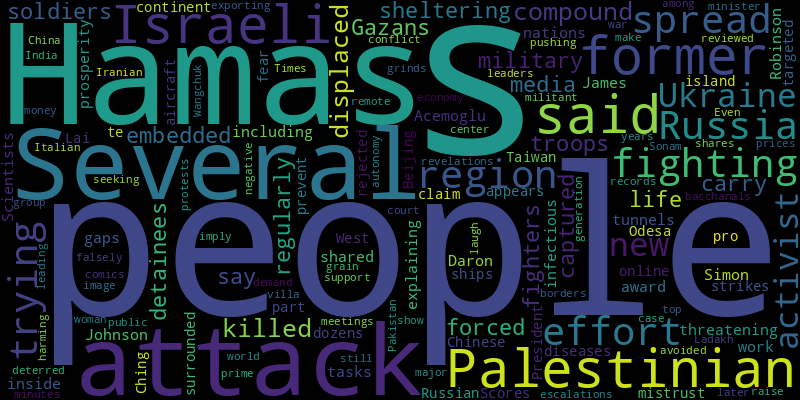 soldiers
continent
Israeli
exporting
sheltering
war
compound
spread
among
minister
China
India
prosperity
Hamas
S
Gazans
conflict
pushing
nations
make
reviewed
former
Robinson
targeted
Iranian
aircraft
Wangchuk
fear
Times
grinds
leaders
military
James
island
money
displaced
remote
economy
militant
media
Ukraine
Scientists
Italian
Lai
te
embedded
including
Acemoglu
center
said
Even
Russia
Several
seeking
negative
prevent
rejected
autonomy
Beijing
revelations
troops
Taiwan
years
Sonam
shares
prices
group
protests
regularly
region
claim
appears
fighting
records
bacchanals
carry
life
activist
trying
leading
gaps
people
detainees
imply
court
West
shared
grain
support
explaining
laugh
Daron
ships
fighters
infectious
captured
generation
tunnels
Odesa
new
online
pro
Simon
falsely
comics
image
say
demand
villa
part
award
borders
strikes
harming
woman
public
Johnson
killed
meetings
dozens
Pakistan
show
forced
Chinese
President
effort
diseases
case
top
Ladakh
threatening
avoided
work
deterred
inside
minutes
attack
Ching
surrounded
world
prime
still
tasks
major
Palestinian
Russian
Scores
escalations
mistrust
later
raise